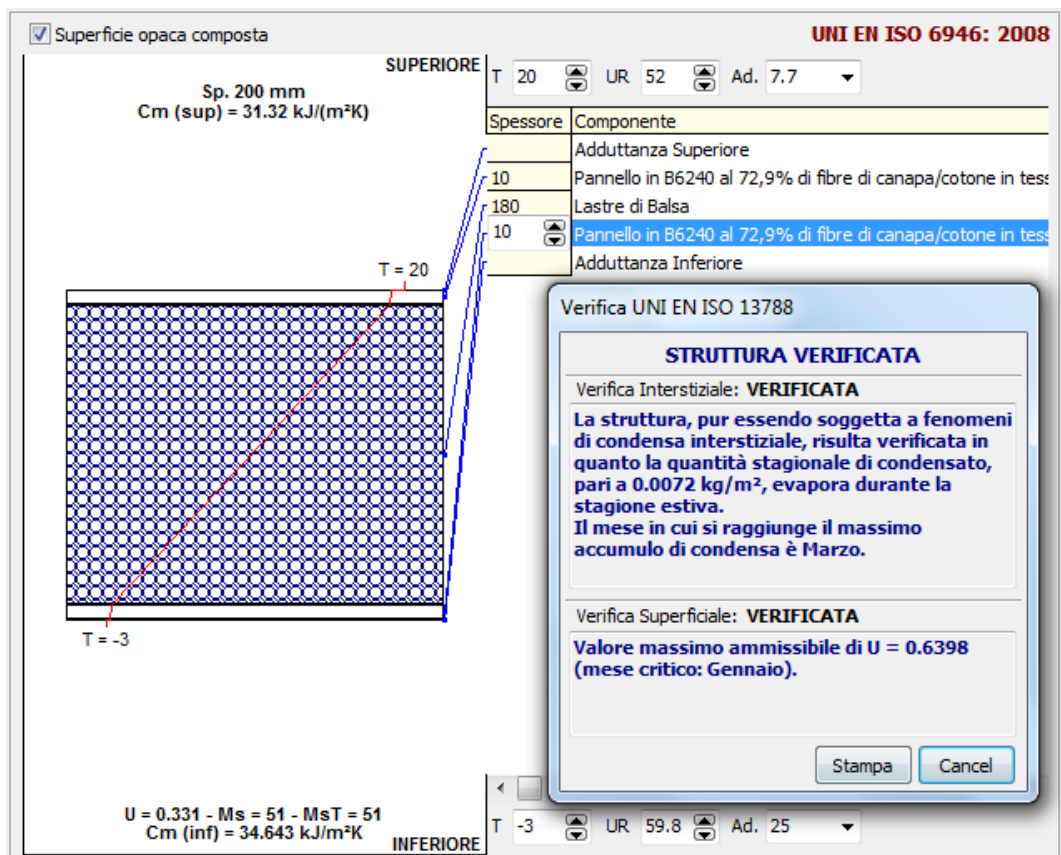 Superficie opaca composta
UNI EN ISO 6946: 2008
SUPERIORE
T 20 UR 52 Ad. 7.7
Sp. 200 mm
Cm (sup) = 31.32 kJ/(m²K)
Spessore Componente
Adduttanza Superiore
10 Pannello in B6240 al 72,9% di fibre di canapa/cotone in tess
180 Lastre di Balsa
10 Pannello in B6240 al 72,9% di fibre di canapa/cotone in tess
Adduttanza Inferiore
T = 20
T = -3
Verifica UNI EN ISO 13788
STRUTTURA VERIFICATA
Verifica Interstiziale: VERIFICATA
La struttura, pur essendo soggetta a fenomeni
di condensa interstiziale, risulta verificata in
quanto la quantità stagionale di condensato,
pari a 0.0072 kg/m², evapora durante la
stagione estiva.
Il mese in cui si raggiunge il massimo
accumulo di condensa è Marzo.
Verifica Superficiale: VERIFICATA
Valore massimo ammissibile di U = 0.6398
(mese critico: Gennaio).
Stampa Cancel
U = 0.331 - Ms = 51 - MsT = 51
Cm (inf) = 34.643 kJ/m²K
INFERIORE
T -3 UR 59.8 Ad. 25